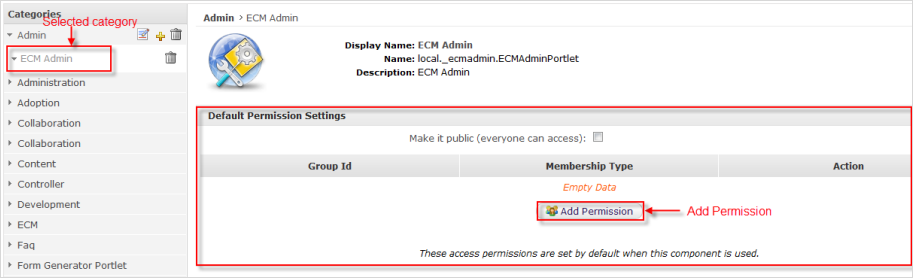 Categories
Selected category
Admin
ECM Admin
Administration
Adoption
Collaboration
Collaboration
Content
Controller
Development
ECM
Faq
Form Generator Portlet
Admin > ECM Admin
Display Name: ECM Admin
Name: local._ecmadmin.ECMAdminPortlet
Description: ECM Admin
Default Permission Settings
Make it public (everyone can access):
Group Id Membership Type Action
Empty Data
Add Permission
Add Permission
These access permissions are set by default when this component is used.